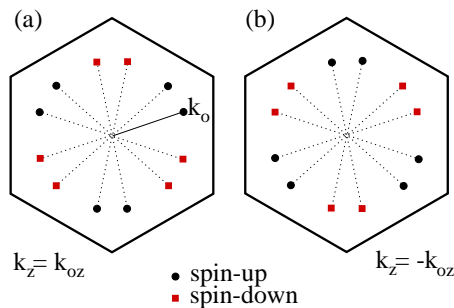 (a)
(b)
k_o
k_z= k_oz
k_z= -k_oz
spin-up
spin-down